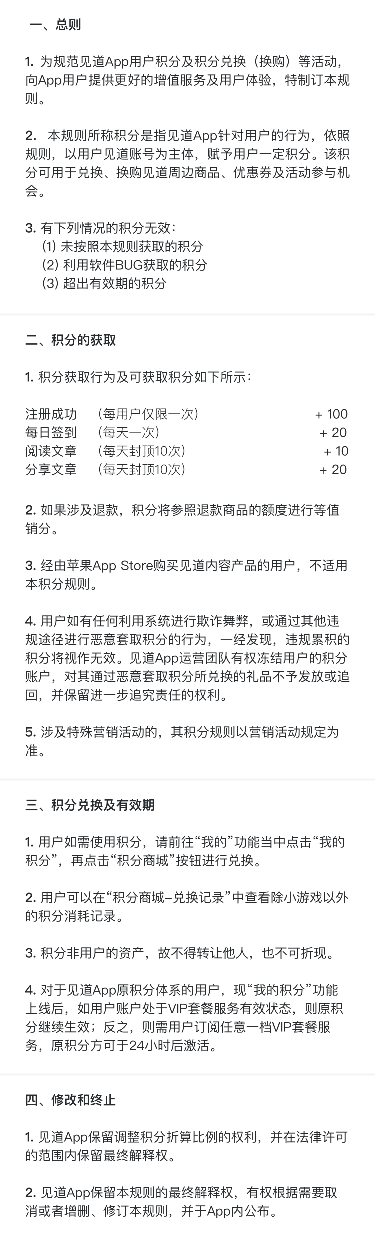 一、总则
1. 为规范见道App用户积分及积分兑换（换购）等活动，
向App用户提供更好的增值服务及用户体验，特制订本规
则。
2. 本规则所称积分是指见道App针对用户的行为，依照
规则，以用户见道账号为主体，赋予用户一定积分。该积
分可用于兑换、换购见道周边商品、优惠券及活动参与机
会。
3. 有下列情况的积分无效：
(1) 未按照本规则获取的积分
(2) 利用软件BUG获取的积分
(3) 超出有效期的积分
二、积分的获取
1. 积分获取行为及可获取积分如下所示：
注册成功 （每用户仅限一次） + 100
每日签到 （每天一次） + 20
阅读文章 （每天封顶10次） + 10
分享文章 （每天封顶10次） + 20
2. 如果涉及退款，积分将参照退款商品的额度进行等值
销分。
3. 经由苹果App Store购买见道内容产品的用户，不适用
本积分规则。
4. 用户如有任何利用系统进行欺诈舞弊，或通过其他违
规途径进行恶意套取积分的行为，一经发现，违规累积的
积分将视作无效。见道App运营团队有权冻结用户的积分
账户，对其通过恶意套取积分所兑换的礼品不予发放或追
回，并保留进一步追究责任的权利。
5. 涉及特殊营销活动的，其积分规则以营销活动规定为
准。
三、积分兑换及有效期
1. 用户如需使用积分，请前往“我的”功能当中点击“我的
积分”，再点击“积分商城”按钮进行兑换。
2. 用户可以在“积分商城-兑换记录”中查看除小游戏以外
的积分消耗记录。
3. 积分非用户的资产，故不得转让他人，也不可折现。
4. 对于见道App原积分体系的用户，现“我的积分”功能
上线后，如用户账户处于VIP套餐服务有效状态，则原积
分继续生效；反之，则需用户订阅任意一档VIP套餐服
务，原积分方可于24小时后激活。
四、修改和终止
1. 见道App保留调整积分折算比例的权利，并在法律许可
的范围内保留最终解释权。
2. 见道App保留本规则的最终解释权，有权根据需要取
消或者增删、修订本规则，并于App内公布。